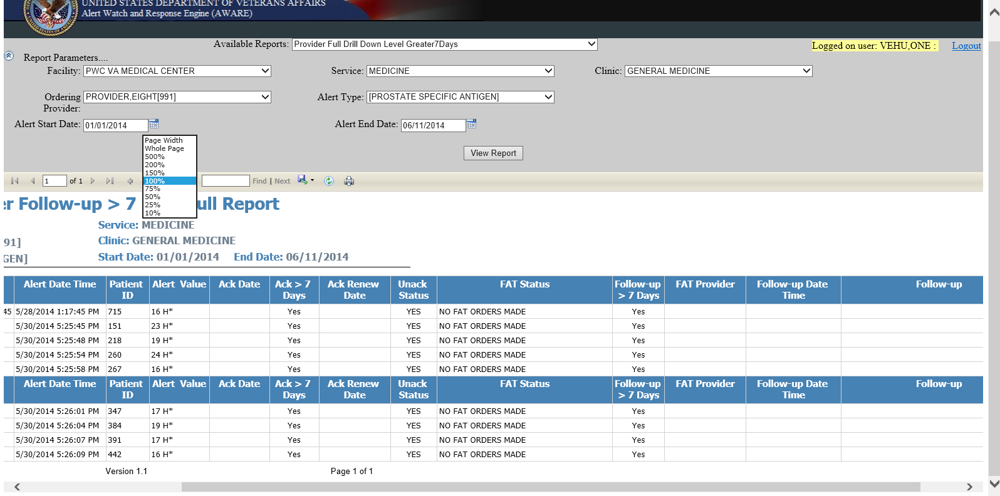 UNITED STATES DEPARTMENT OF VETERANS AFFAIRS
Alert Watch and Response Engine (AWARE)
Available Reports: Provider Full Drill Down Level Greater7Days
Logged on user: VEHU,ONE : Logout
Report Parameters....
Facility: PWC VA MEDICAL CENTER Service: MEDICINE Clinic: GENERAL MEDICINE
Ordering Provider: PROVIDER,EIGHT[991] Alert Type: [PROSTATE SPECIFIC ANTIGEN]
Alert Start Date: 01/01/2014 Alert End Date: 06/11/2014
Page Width
Whole Page
500%
200%
150%
100%
75%
50%
25%
10%
View Report
1 of 1 Find | Next
er Follow-up > 7 ull Report
Service: MEDICINE
991] Clinic: GENERAL MEDICINE
GEN] Start Date: 01/01/2014 End Date: 06/11/2014
Alert Date Time Patient ID Alert Value Ack Date Ack > 7 Days Ack Renew Date Unack Status FAT Status Follow-up > 7 Days FAT Provider Follow-up Date Time Follow-up
45 5/28/2014 1:17:45 PM 715 16 H* Yes YES NO FAT ORDERS MADE Yes
5/30/2014 5:25:45 PM 151 23 H* Yes YES NO FAT ORDERS MADE Yes
5/30/2014 5:25:48 PM 218 19 H* Yes YES NO FAT ORDERS MADE Yes
5/30/2014 5:25:54 PM 260 24 H* Yes YES NO FAT ORDERS MADE Yes
5/30/2014 5:25:58 PM 267 16 H* Yes YES NO FAT ORDERS MADE Yes
Alert Date Time Patient ID Alert Value Ack Date Ack > 7 Days Ack Renew Date Unack Status FAT Status Follow-up > 7 Days FAT Provider Follow-up Date Time Follow-up
5/30/2014 5:26:01 PM 347 17 H* Yes YES NO FAT ORDERS MADE Yes
5/30/2014 5:26:04 PM 384 19 H* Yes YES NO FAT ORDERS MADE Yes
5/30/2014 5:26:07 PM 391 17 H* Yes YES NO FAT ORDERS MADE Yes
5/30/2014 5:26:09 PM 442 16 H* Yes YES NO FAT ORDERS MADE Yes
Version 1.1 Page 1 of 1